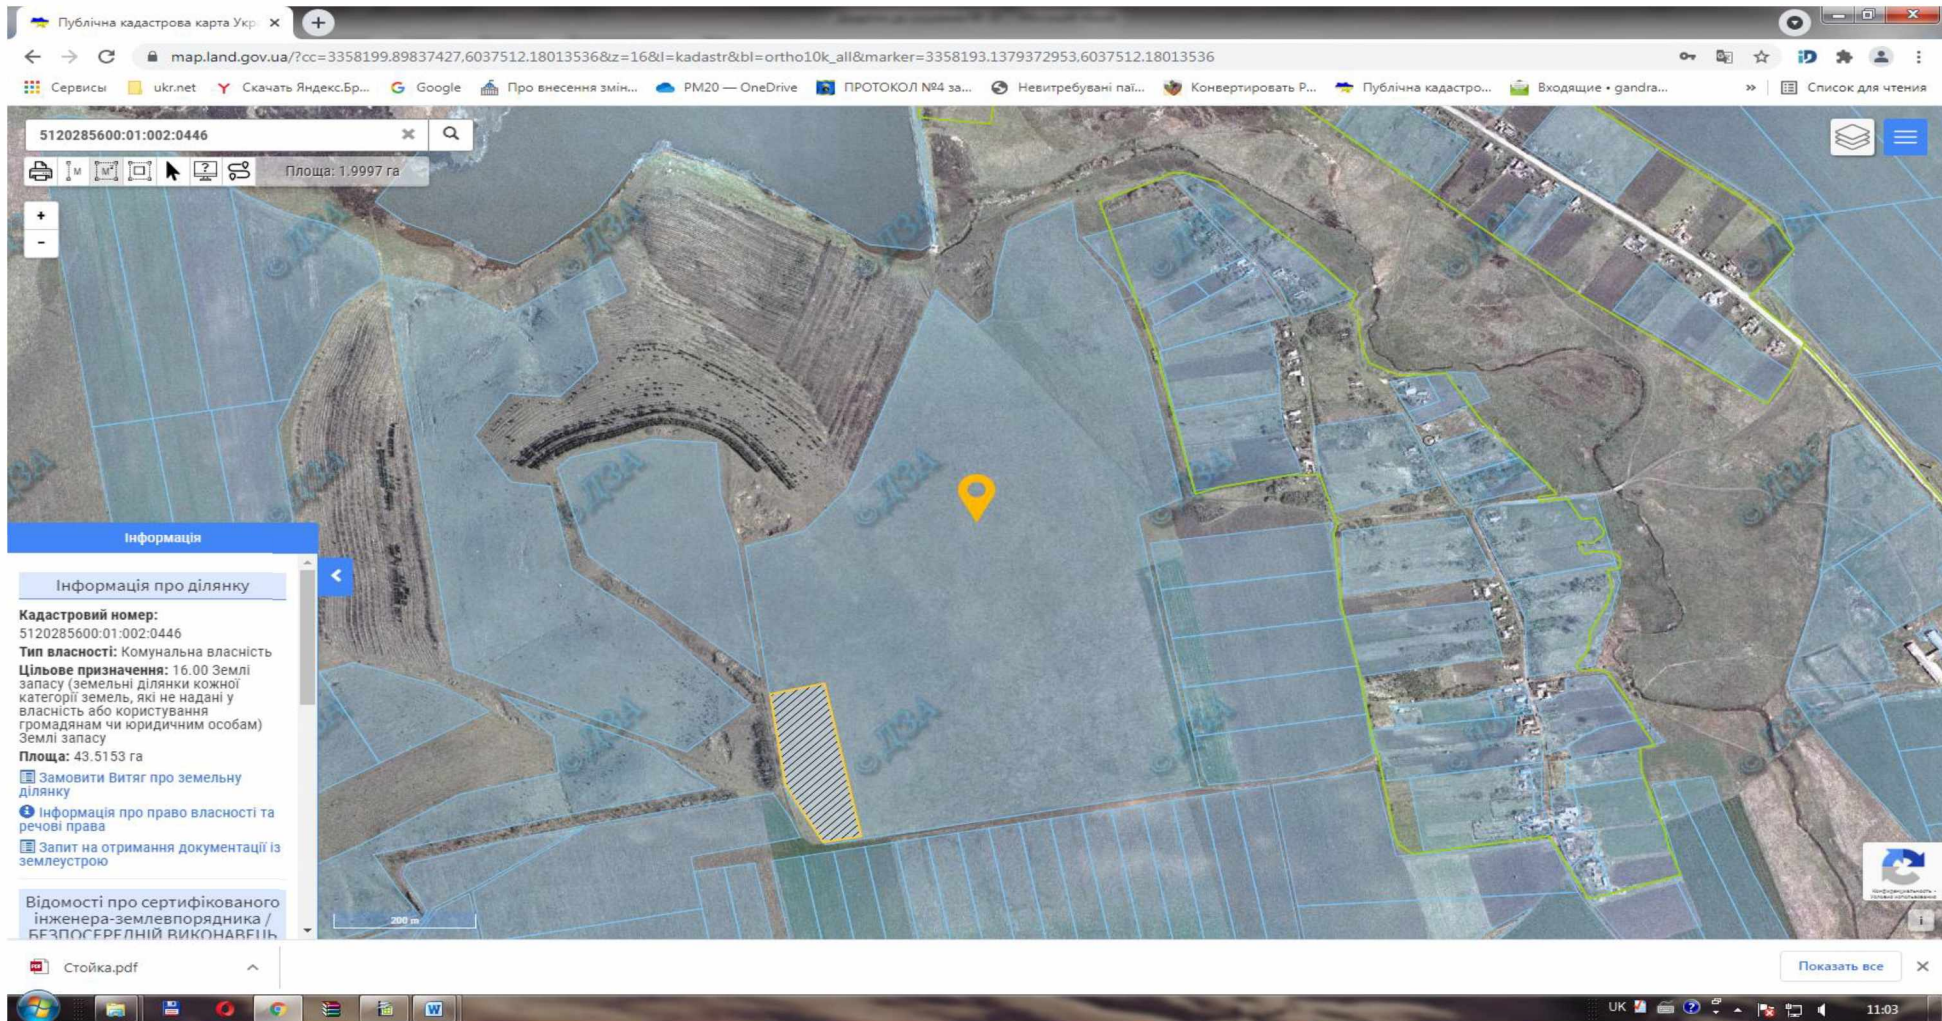 Публічна кадастрова карта Укр
map.land.gov.ua/?cc=3358199.89837427,6037512.18013536&z=16&l=kadastr&bl=ortho10k_all&marker=3358193.1379372953,6037512.18013536
Сервисы ukr.net Скачать Яндекс.Бр... Google Про внесення змін... PM20 — OneDrive ПРОТОКОЛ №4 за... Невитребувані паї... Конвертировать P... Публічна кадастро... Входящие • gandra... » Список для чтения
5120285600:01:002:0446
Площа: 1.9997 га
+
-
© ДЗА
Інформація
Інформація про ділянку
Кадастровий номер:
5120285600:01:002:0446
Тип власності: Комунальна власність
Цільове призначення: 16.00 Землі
запасу (земельні ділянки кожної
категорії земель, які не надані у
власність або користування
громадянам чи юридичним особам)
Землі запасу
Площа: 43.5153 га
Замовити Витяг про земельну
ділянку
Інформація про право власності та
речові права
Запит на отримання документації із
землеустрою
Відомості про сертифікованого
інженера-землевпорядника /
БЕЗПОСЕРЕДНІЙ ВИКОНАВЕЦЬ
200 m
Конфиденциальность -
Условия использования
Стойка.pdf
Показать все
UK
11:03